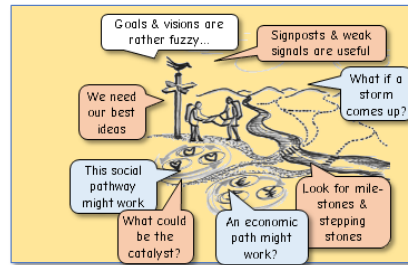 Goals & visions are
rather fuzzy...
Signposts & weak
signals are useful
What if a
storm
comes up?
We need
our best
ideas
This social
pathway
might work
What could
be the
catalyst?
An economic
path might
work?
Look for mile-
stones &
stepping
stones